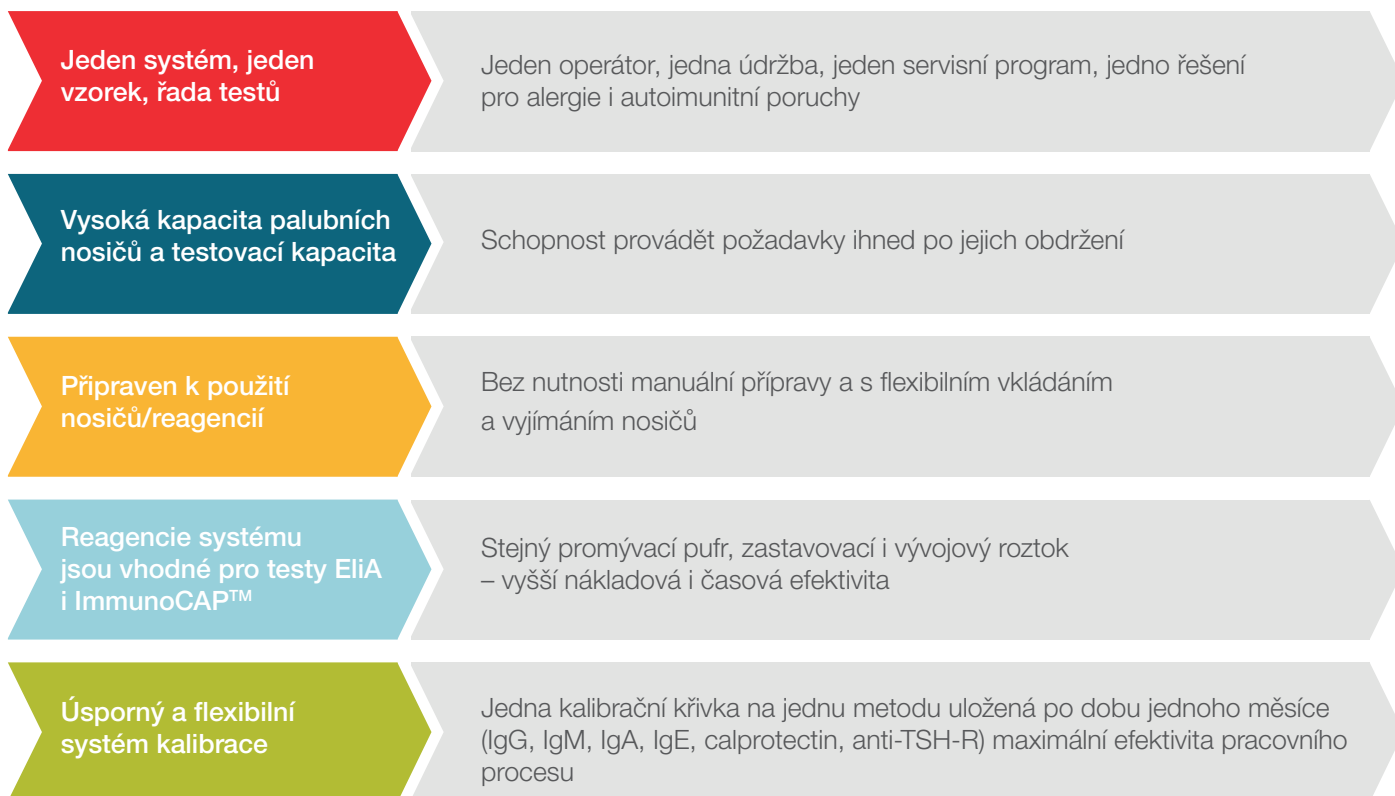 Jeden systém, jeden
vzorek, řada testů
Jeden operátor, jedna údržba, jeden servisní program, jedno řešení
pro alergie i autoimunitní poruchy
Vysoká kapacita palubních
nosičů a testovací kapacita
Schopnost provádět požadavky ihned po jejich obdržení
Připraven k použití
nosičů/reagencií
Bez nutnosti manuální přípravy a s flexibilním vkládáním
a vyjímáním nosičů
Reagencie systému
jsou vhodné pro testy EliA
i ImmunoCAP™
Stejný promývací pufr, zastavovací i vývojový roztok
– vyšší nákladová i časová efektivita
Úsporný a flexibilní
systém kalibrace
Jedna kalibrační křivka na jednu metodu uložená po dobu jednoho měsíce
(IgG, IgM, IgA, IgE, calprotectin, anti-TSH-R) maximální efektivita pracovního
procesu